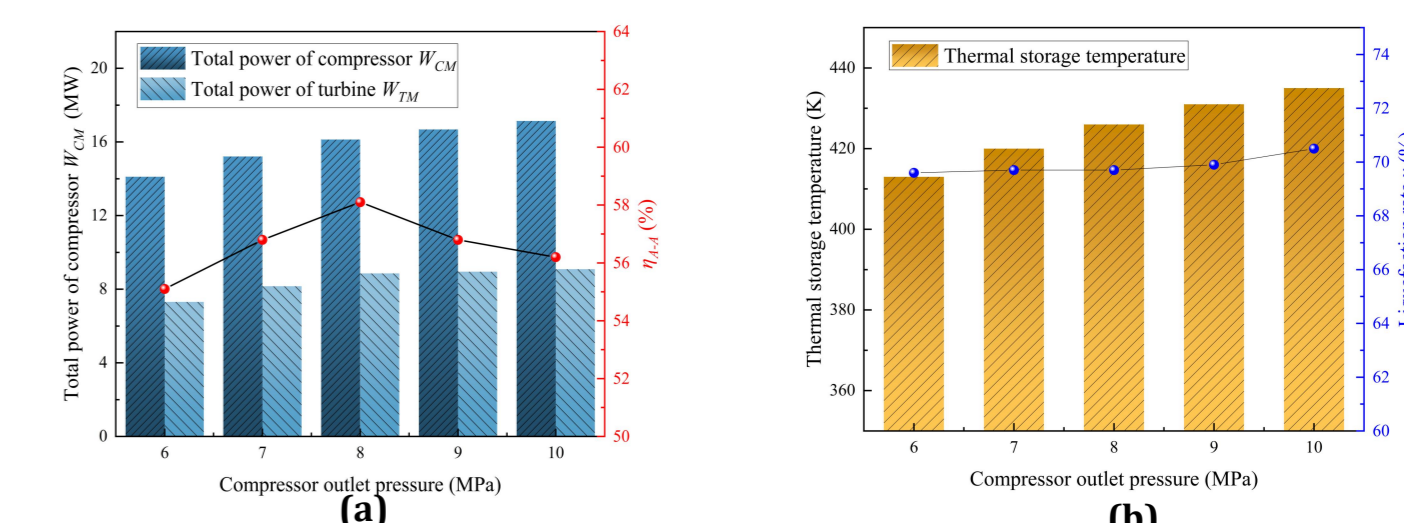 Total power of compressor W_CM
Total power of turbine W_TM
Total power of compressor W_CM (MW)
20
16
12
8
4
0
64
62
60
58
56
54
52
50
η_A-A (%)
6 7 8 9 10
Compressor outlet pressure (MPa)
(a)
Thermal storage temperature
Thermal storage temperature (K)
440
420
400
380
360
74
72
70
68
66
64
62
60
Liquefaction rate y (%)
6 7 8 9 10
Compressor outlet pressure (MPa)
(b)